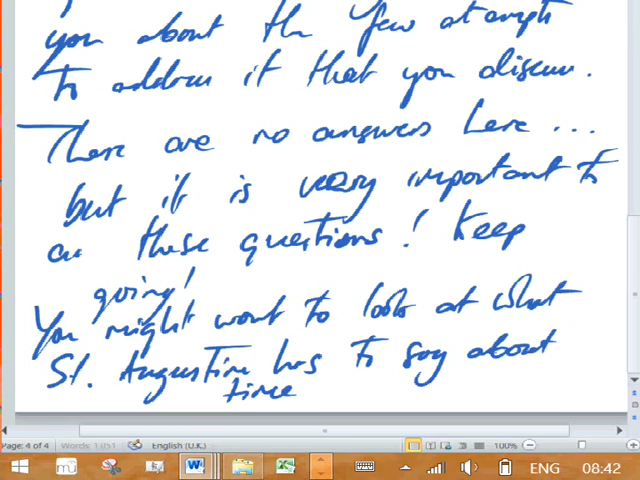 you about the few attempts
to address it that you discuss.
There are no answers here ...
but it is very important to
these questions! Keep
going!
You might want to look at what
St. Augustine has to say about
time
Page: 4 of 4 Words: 1,051 English (U.K.) 100%
ENG 08:42